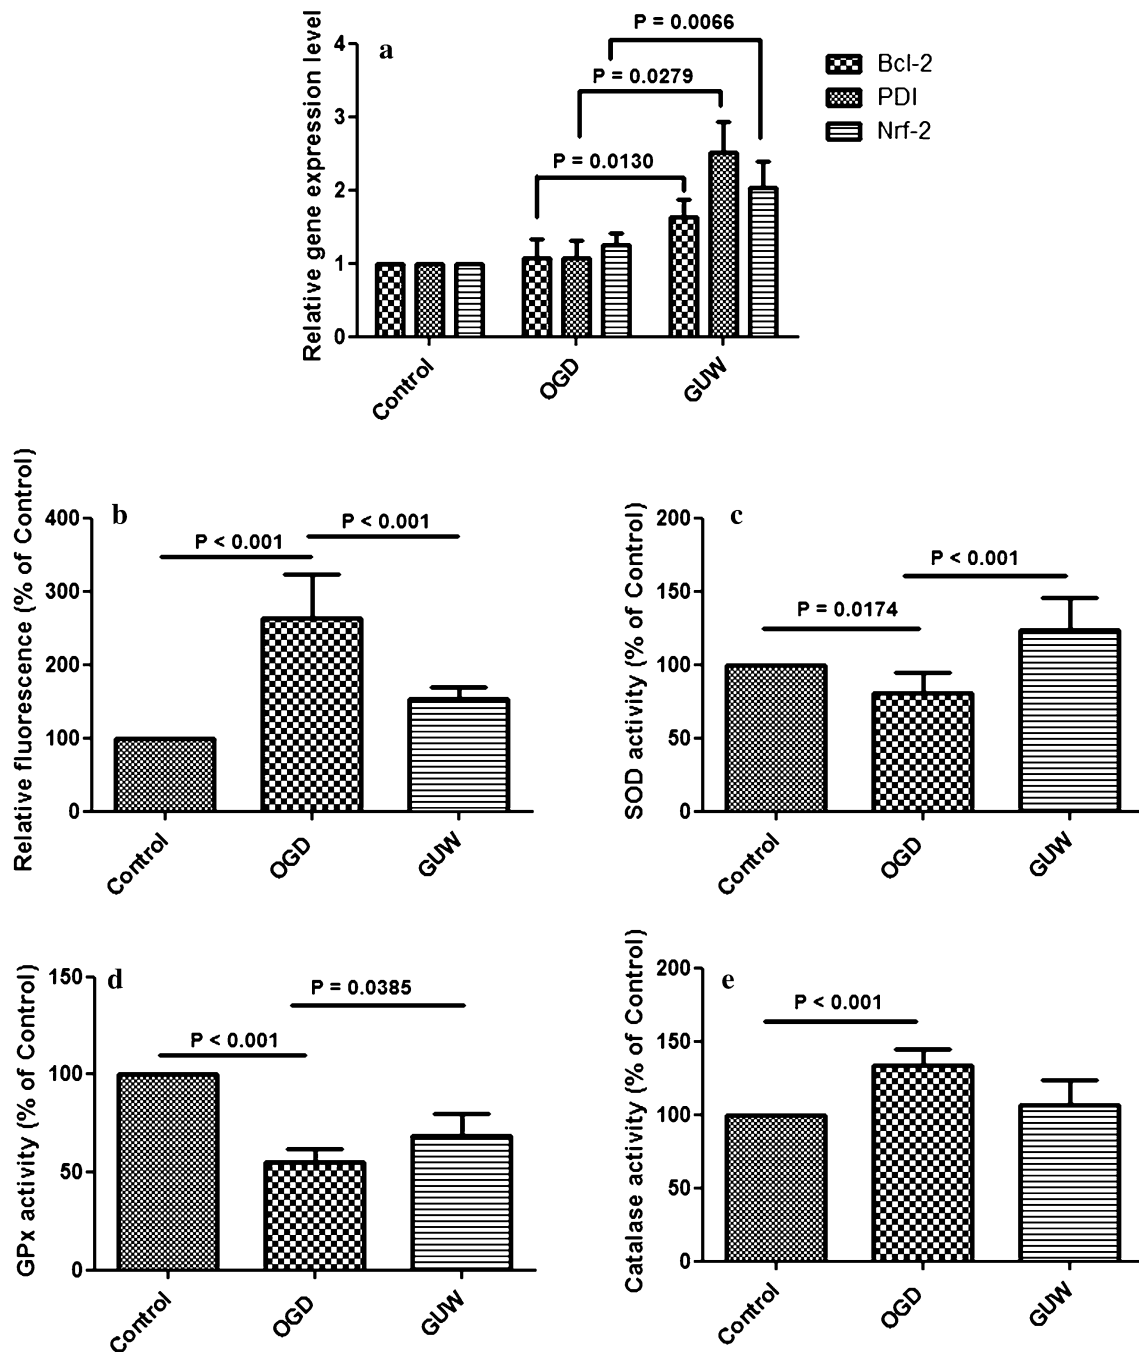 a
Relative gene expression level
4
3
2
1
0
P = 0.0066
P = 0.0279
P = 0.0130
Bcl-2
PDI
Nrf-2
Control
OGD
GUW
b
Relative fluorescence (% of Control)
400
300
200
100
0
P < 0.001
P < 0.001
Control
OGD
GUW
c
SOD activity (% of Control)
200
150
100
50
0
P = 0.0174
P < 0.001
Control
OGD
GUW
d
GPx activity (% of Control)
150
100
50
0
P < 0.001
P = 0.0385
Control
OGD
GUW
e
Catalase activity (% of Control)
200
150
100
50
0
P < 0.001
Control
OGD
GUW